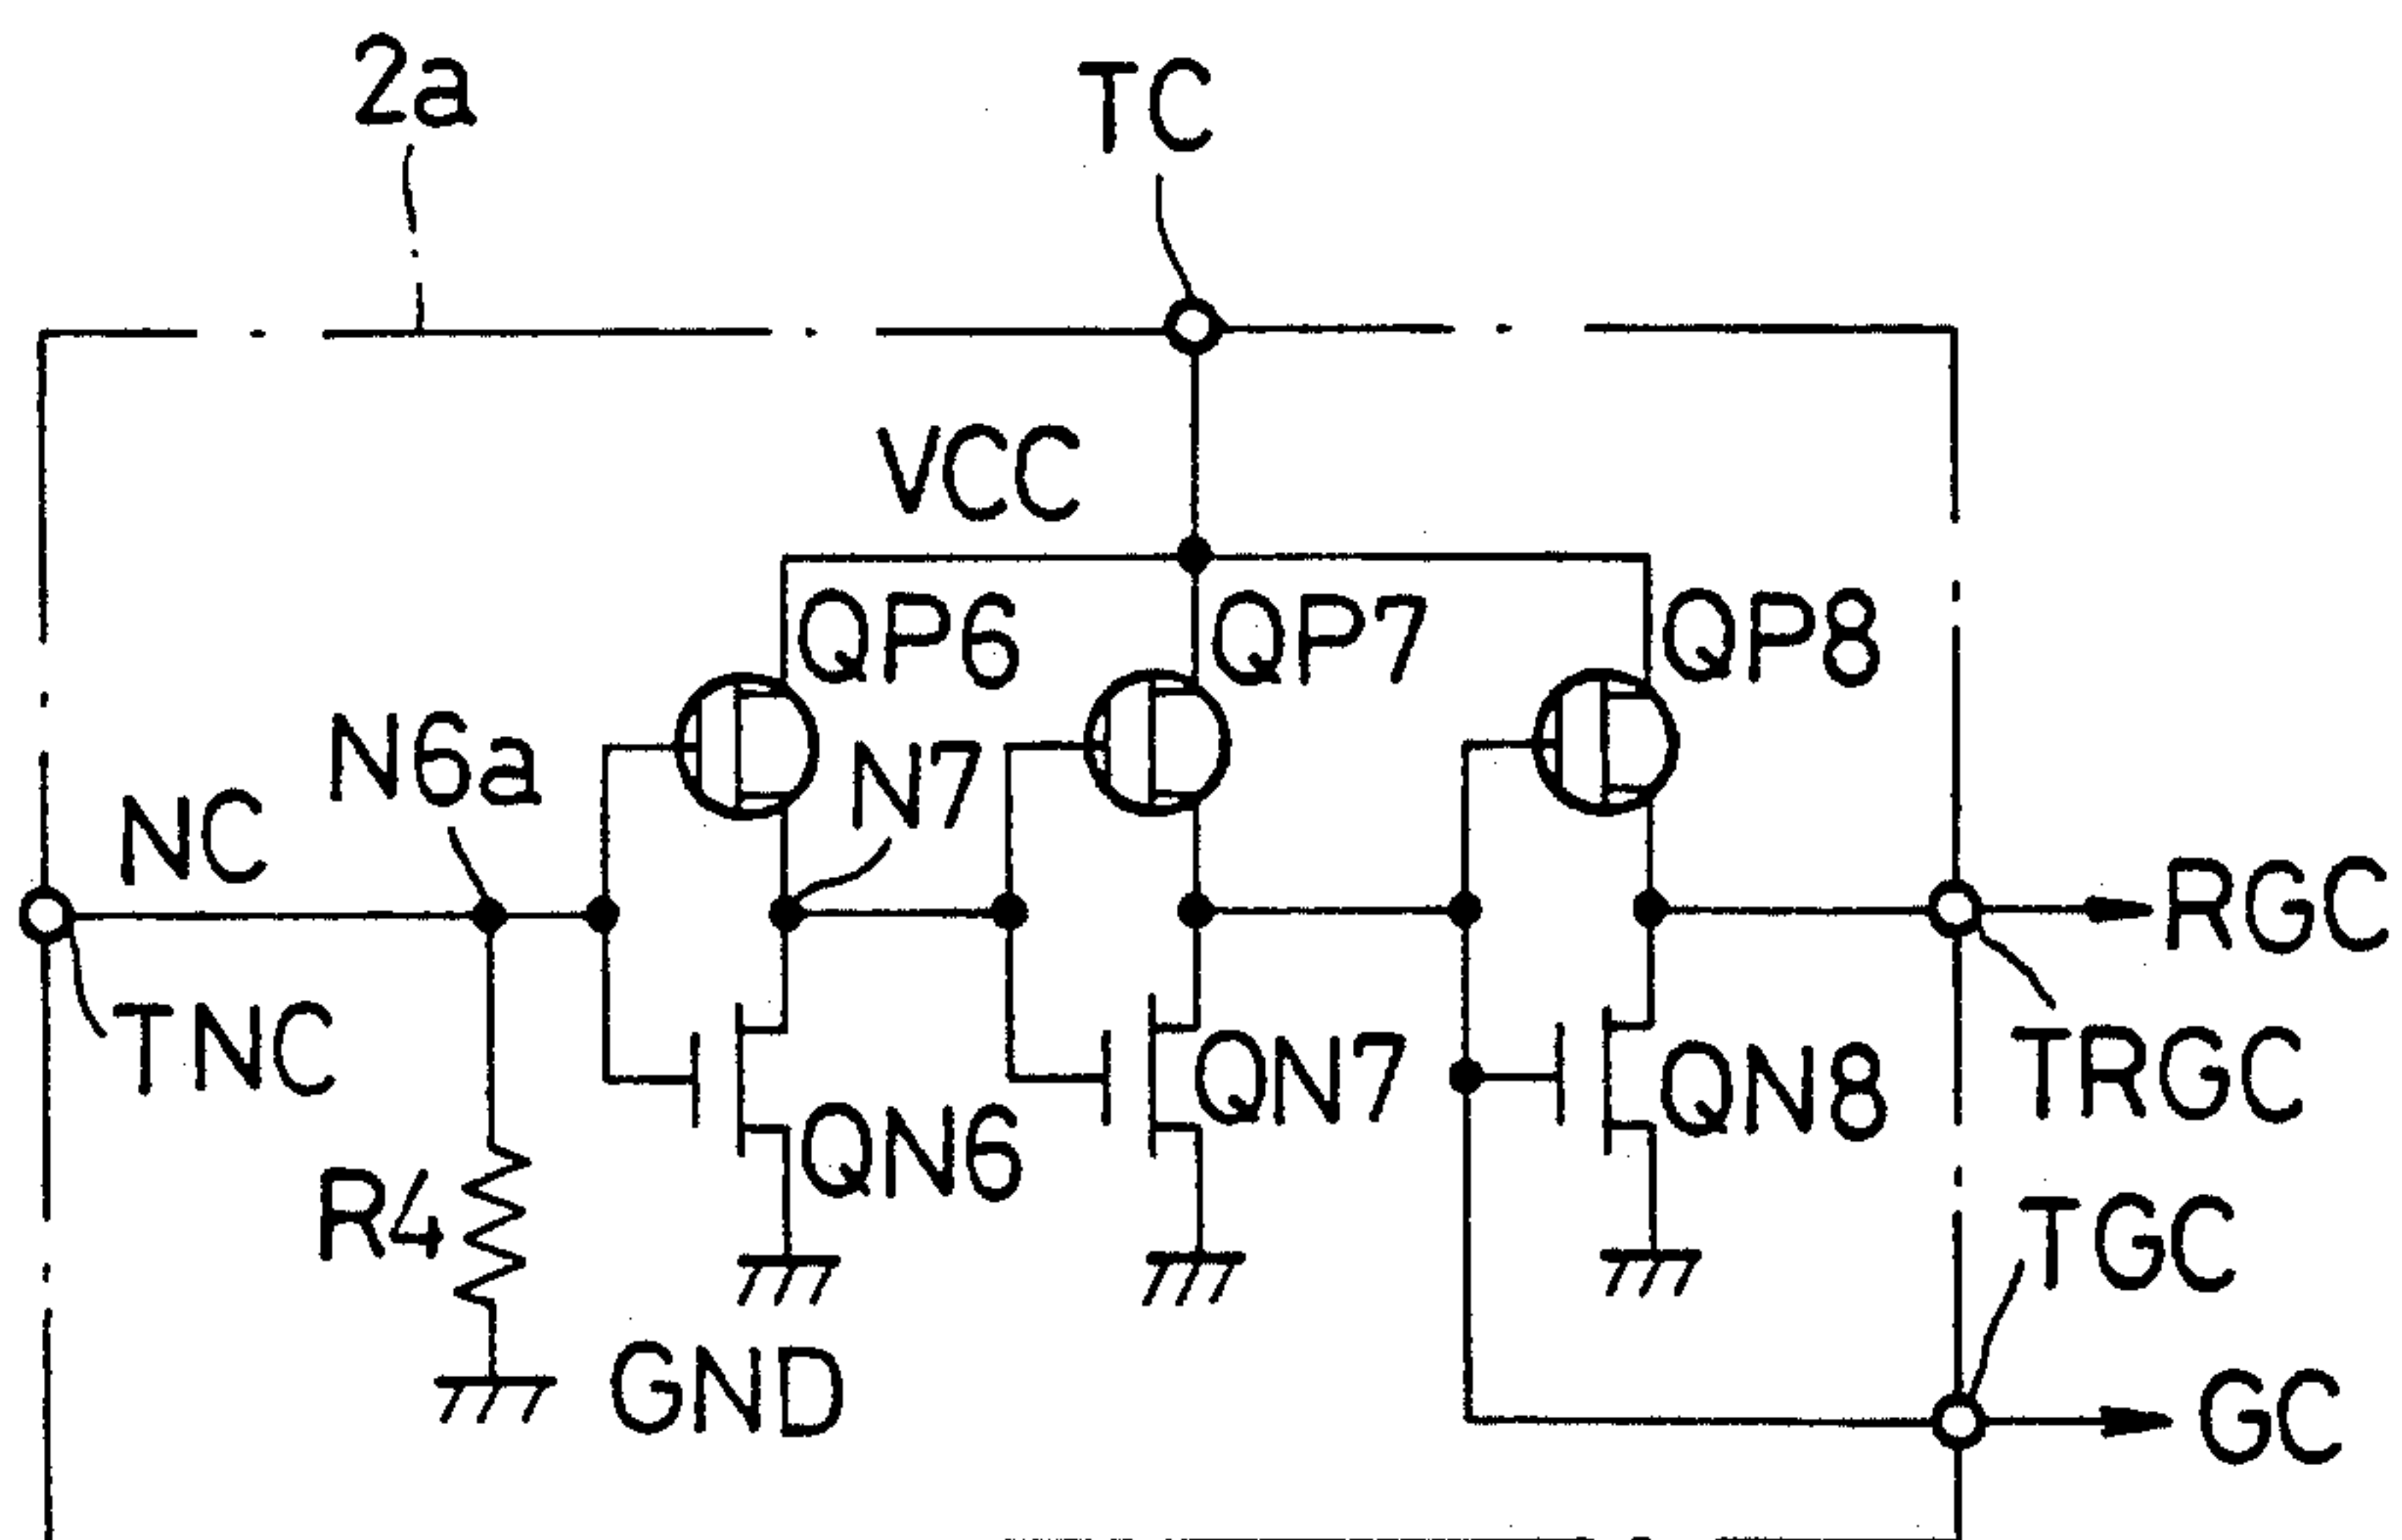 2a
TC
VCC
QP6
QP7
QP8
N6a
N7
NC
RGC
TNC
QN7
QN8
TRGC
QN6
R4
TGC
GND
GC